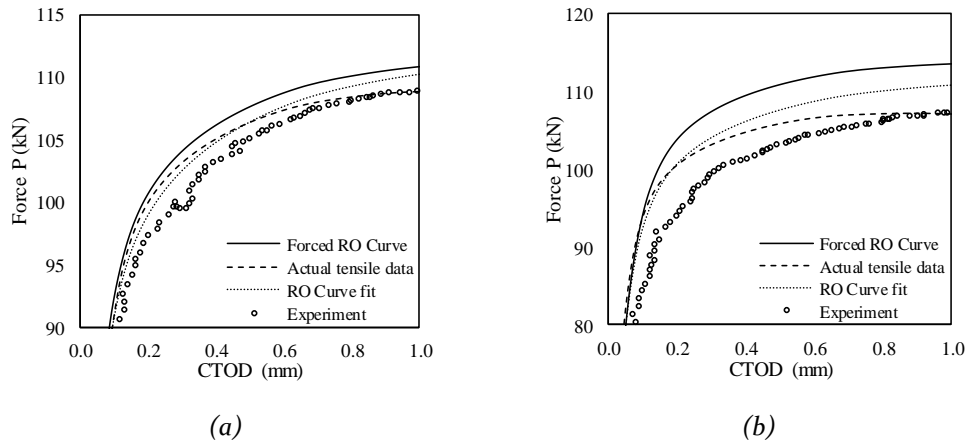 115
110
105
100
95
90
Force P (kN)
Forced RO Curve
Actual tensile data
RO Curve fit
Experiment
0.0 0.2 0.4 0.6 0.8 1.0
CTOD (mm)
(a)
120
110
100
90
80
Force P (kN)
Forced RO Curve
Actual tensile data
RO Curve fit
Experiment
0.0 0.2 0.4 0.6 0.8 1.0
CTOD (mm)
(b)